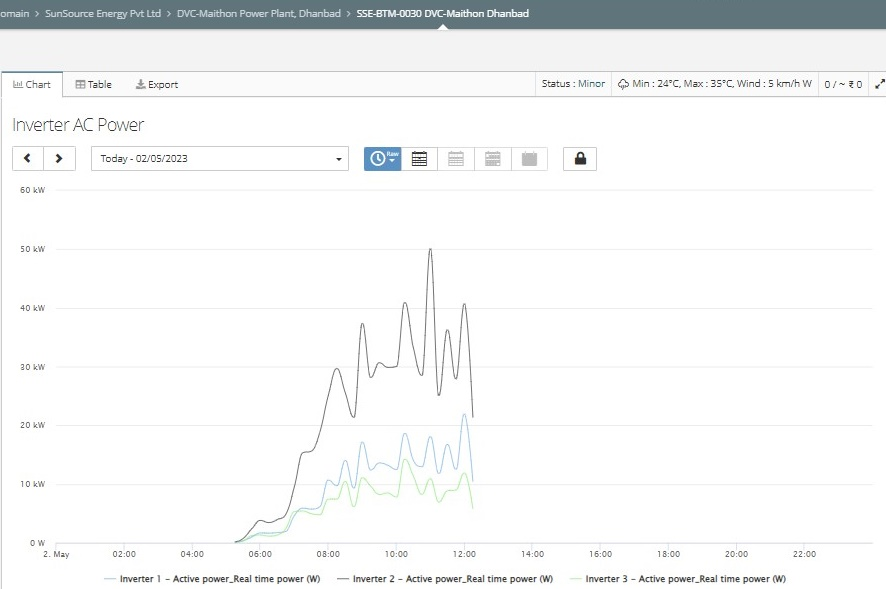 omain > SunSource Energy Pvt Ltd > DVC-Maithon Power Plant, Dhanbad > SSE-BTM-0030 DVC-Maithon Dhanbad
Chart Table Export Status : Minor Min : 24°C, Max : 35°C, Wind : 5 km/h W 0 / ~ ₹ 0
Inverter AC Power
Today - 02/05/2023 Raw
60 kW
50 kW
40 kW
30 kW
20 kW
10 kW
0 W
2. May 02:00 04:00 06:00 08:00 10:00 12:00 14:00 16:00 18:00 20:00 22:00
Inverter 1 - Active power_Real time power (W) Inverter 2 - Active power_Real time power (W) Inverter 3 - Active power_Real time power (W)